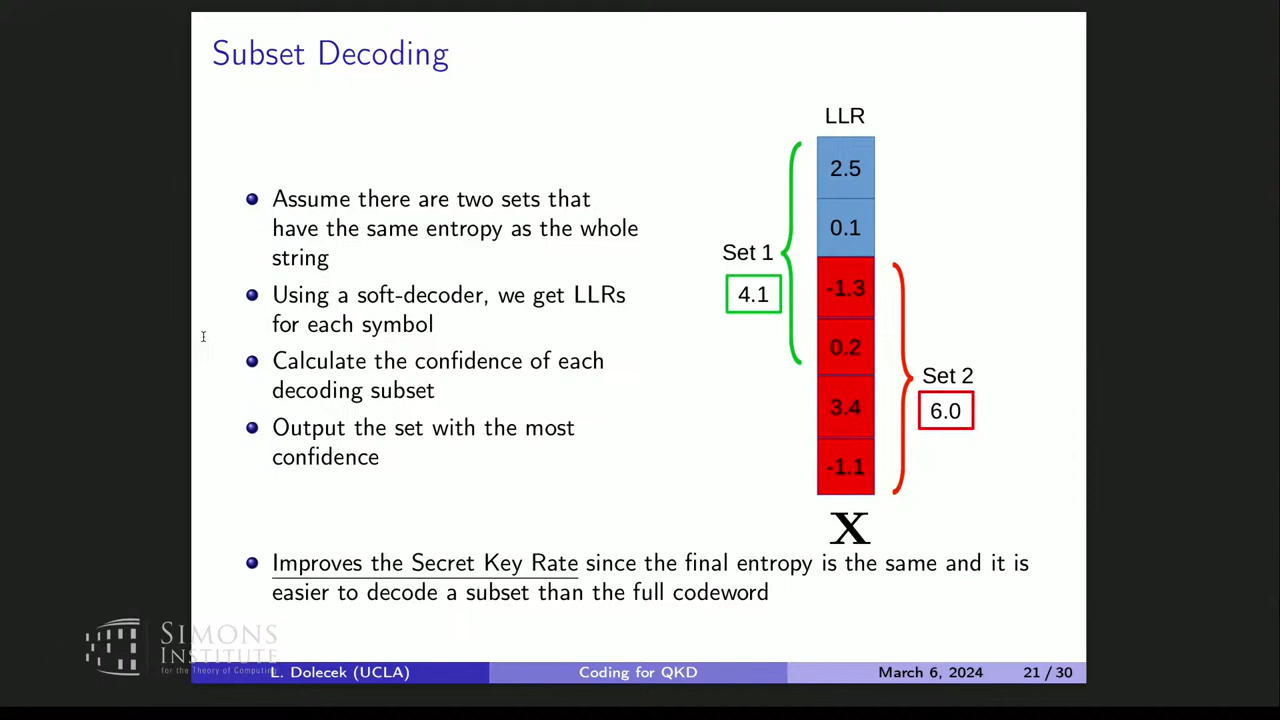 Subset Decoding
Assume there are two sets that
have the same entropy as the whole
string
Using a soft-decoder, we get LLRs
for each symbol
Calculate the confidence of each
decoding subset
Output the set with the most
confidence
LLR
2.5
0.1
-1.3
0.2
3.4
-1.1
Set 1
4.1
Set 2
6.0
X
Improves the Secret Key Rate since the final entropy is the same and it is
easier to decode a subset than the full codeword
SIMONS
INSTITUTE
for the Theory of Computing
L. Dolecek (UCLA)
Coding for QKD
March 6, 2024
21 / 30